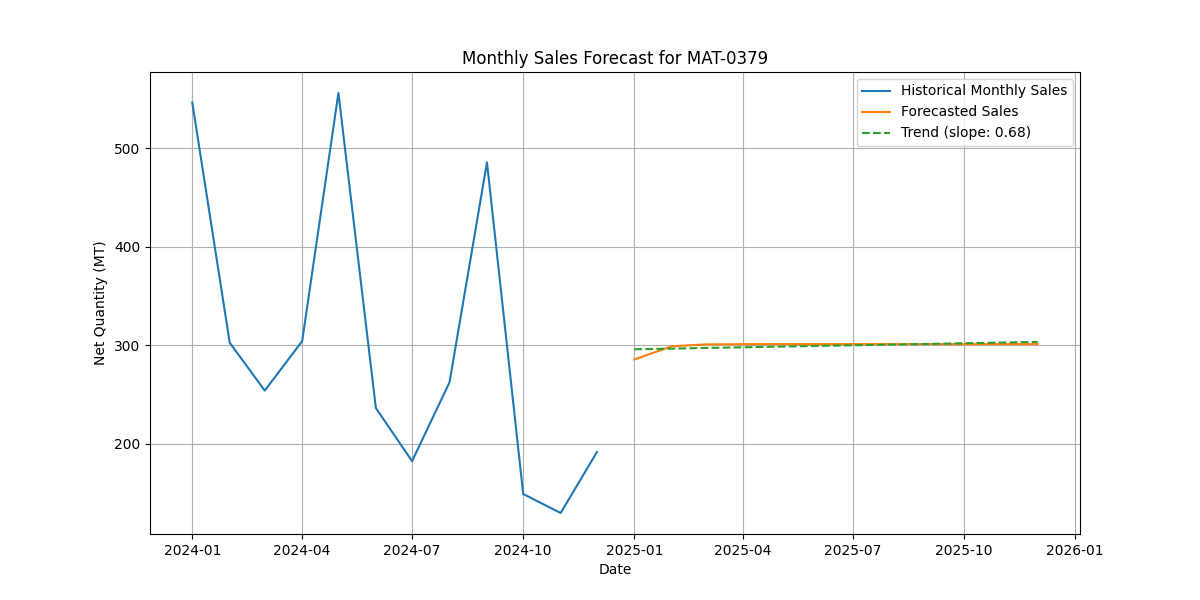 Monthly Sales Forecast for MAT-0379
Historical Monthly Sales
Forecasted Sales
Trend (slope: 0.68)
Net Quantity (MT)
500
400
300
200
2024-01 2024-04 2024-07 2024-10 2025-01 2025-04 2025-07 2025-10 2026-01
Date